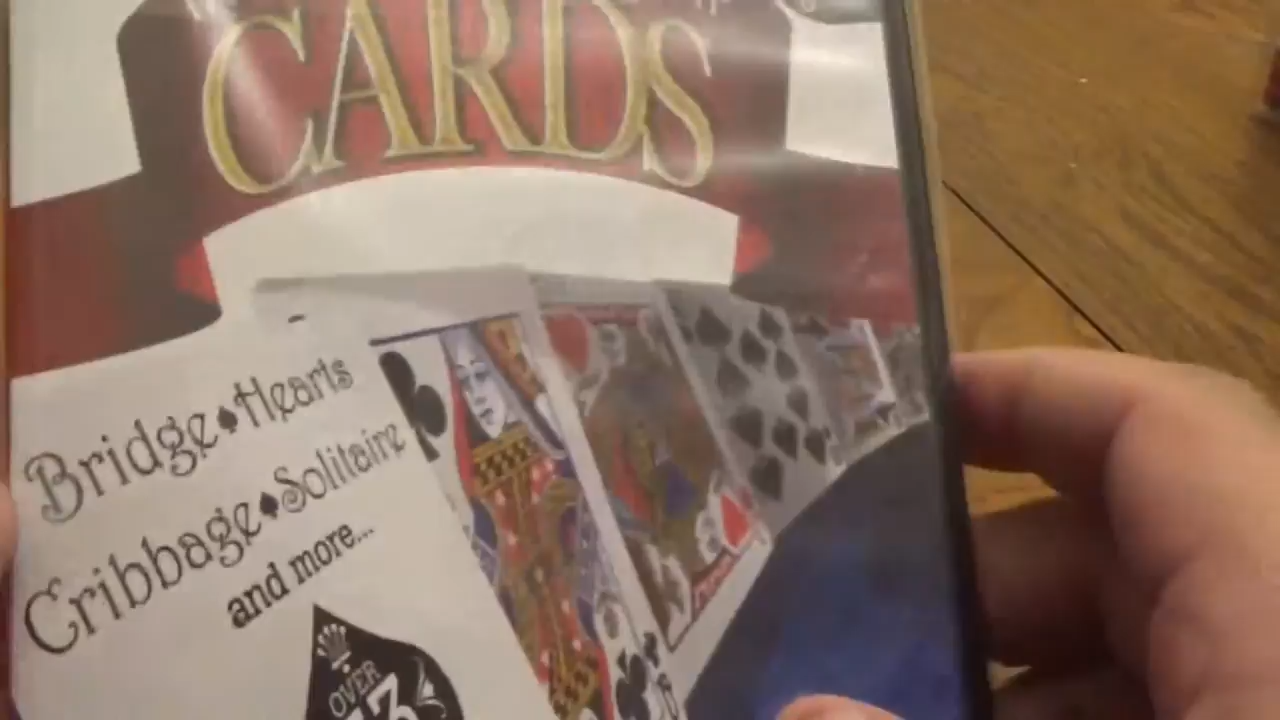 CARDS
Bridge♠Hearts
Cribbage♠Solitaire
and more...
OVER